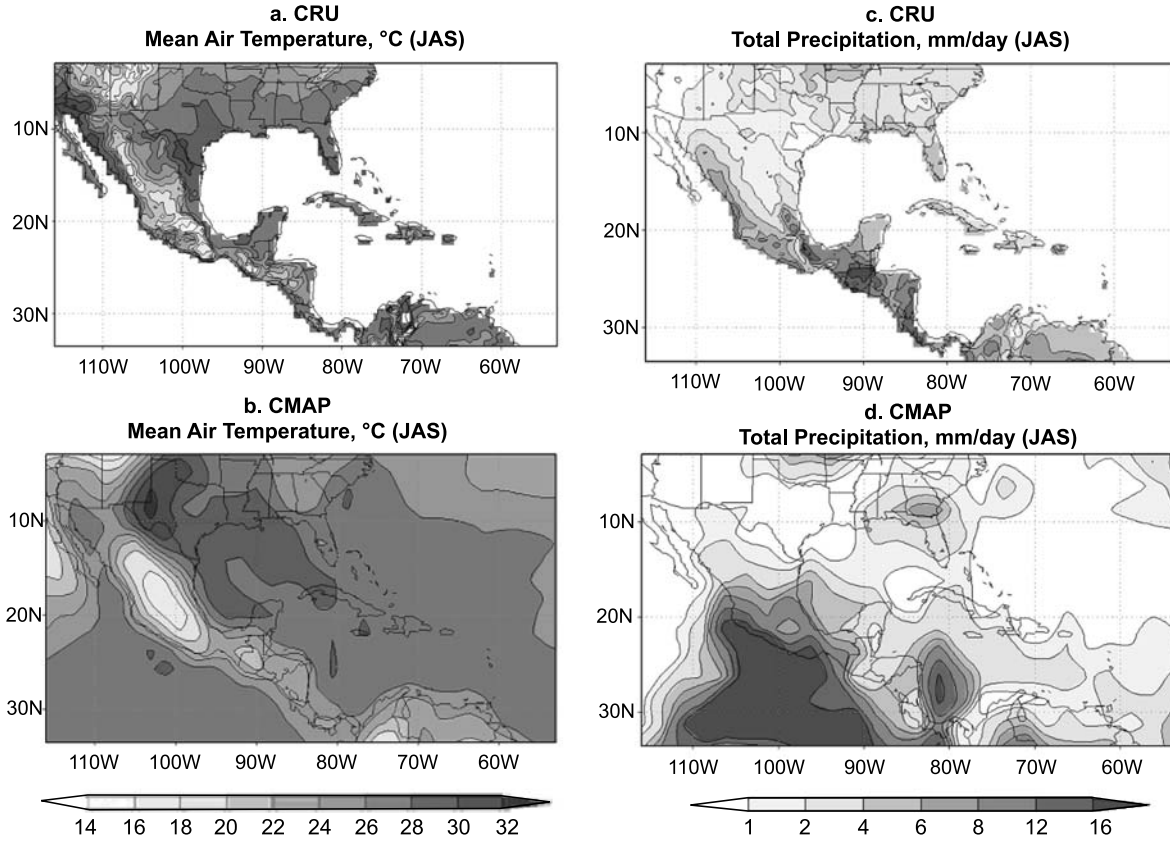 a. CRU
Mean Air Temperature, °C (JAS)
10N
20N
30N
110W 100W 90W 80W 70W 60W
c. CRU
Total Precipitation, mm/day (JAS)
10N
20N
30N
110W 100W 90W 80W 70W 60W
b. CMAP
Mean Air Temperature, °C (JAS)
10N
20N
30N
110W 100W 90W 80W 70W 60W
14 16 18 20 22 24 26 28 30 32
d. CMAP
Total Precipitation, mm/day (JAS)
10N
20N
30N
110W 100W 90W 80W 70W 60W
1 2 4 6 8 12 16